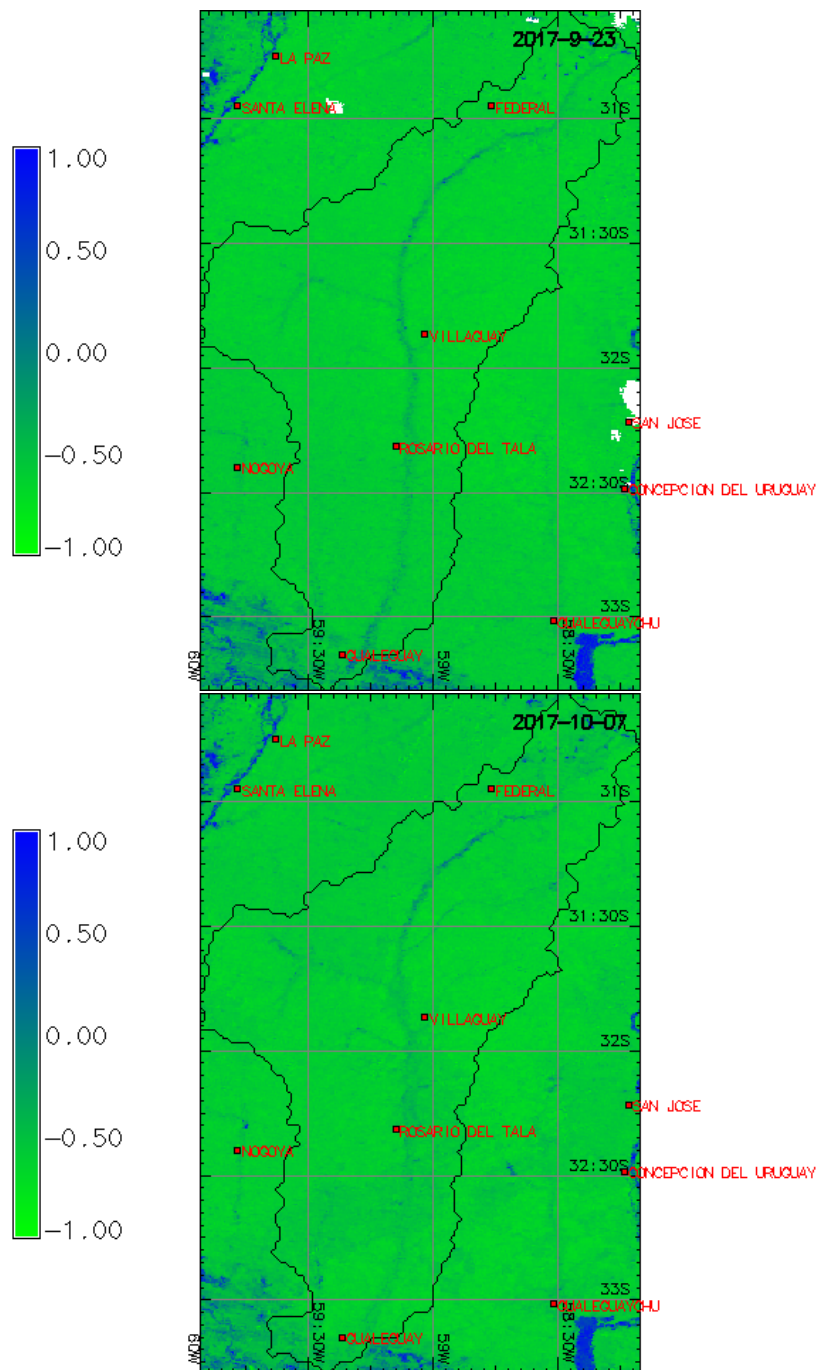 2017-9-23
LA PAZ
SANTA ELENA
FEDERAL
31S
1.00
0.50
0.00
-0.50
-1.00
31:30S
VILLAGUAY
32S
SAN JOSE
ROSARIO DEL TALA
NOGOYA
32:30S
CONCEPCION DEL URUGUAY
33S
GUALEGUAYCHU
GUALEGUAY
60W
59:30W
59W
58:30W
2017-10-07
LA PAZ
SANTA ELENA
FEDERAL
31S
1.00
0.50
0.00
-0.50
-1.00
31:30S
VILLAGUAY
32S
SAN JOSE
ROSARIO DEL TALA
NOGOYA
32:30S
CONCEPCION DEL URUGUAY
33S
GUALEGUAYCHU
GUALEGUAY
60W
59:30W
59W
58:30W